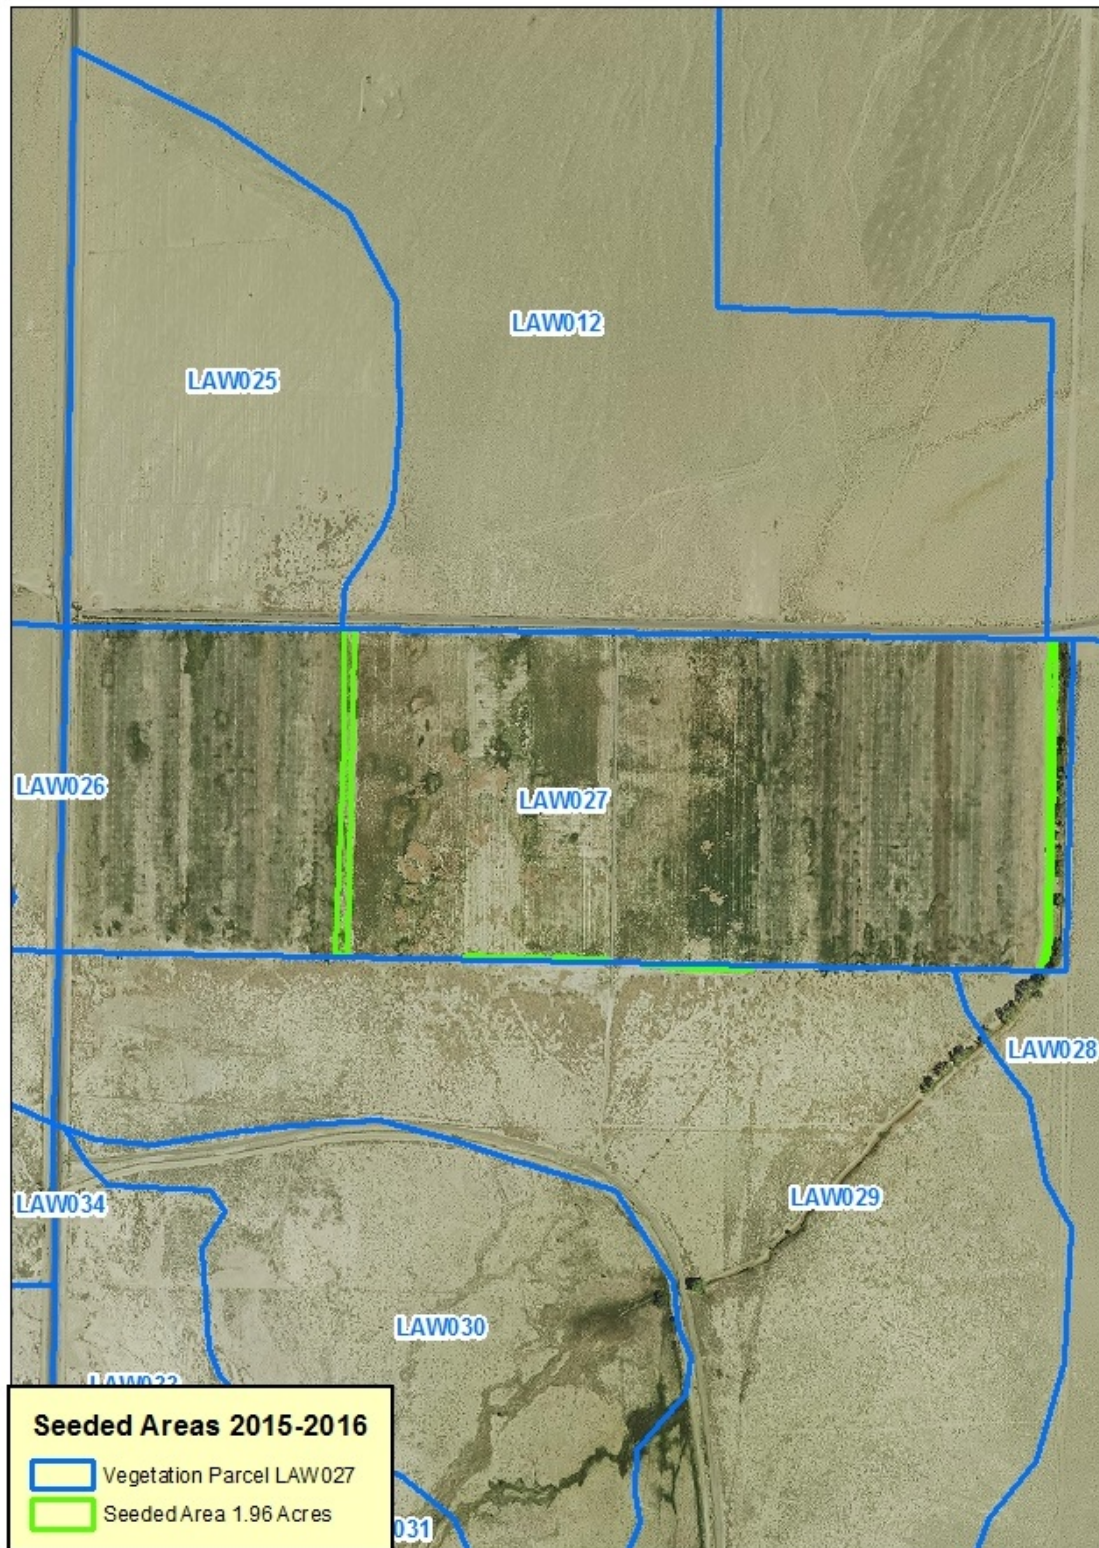 LAW012
LAW025
LAW026
LAW027
LAW028
LAW029
LAW034
LAW030
031
Seeded Areas 2015-2016
Vegetation Parcel LAW027
Seeded Area 1.96 Acres